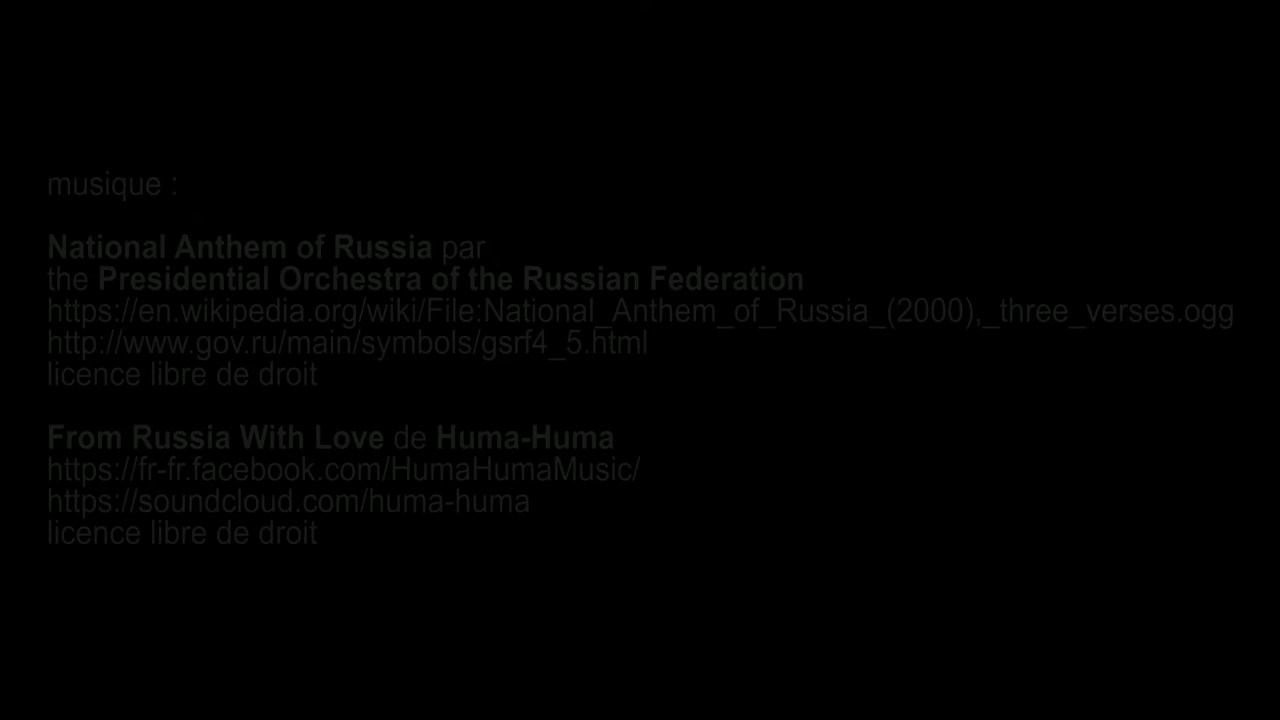 musique :
National Anthem of Russia par
the Presidential Orchestra of the Russian Federation
https://en.wikipedia.org/wiki/File:National_Anthem_of_Russia_(2000),_three_verses.ogg
http://www.gov.ru/main/symbols/gsrf4_5.html
licence libre de droit
From Russia With Love de Huma-Huma
https://fr-fr.facebook.com/HumaHumaMusic/
https://soundcloud.com/huma-huma
licence libre de droit